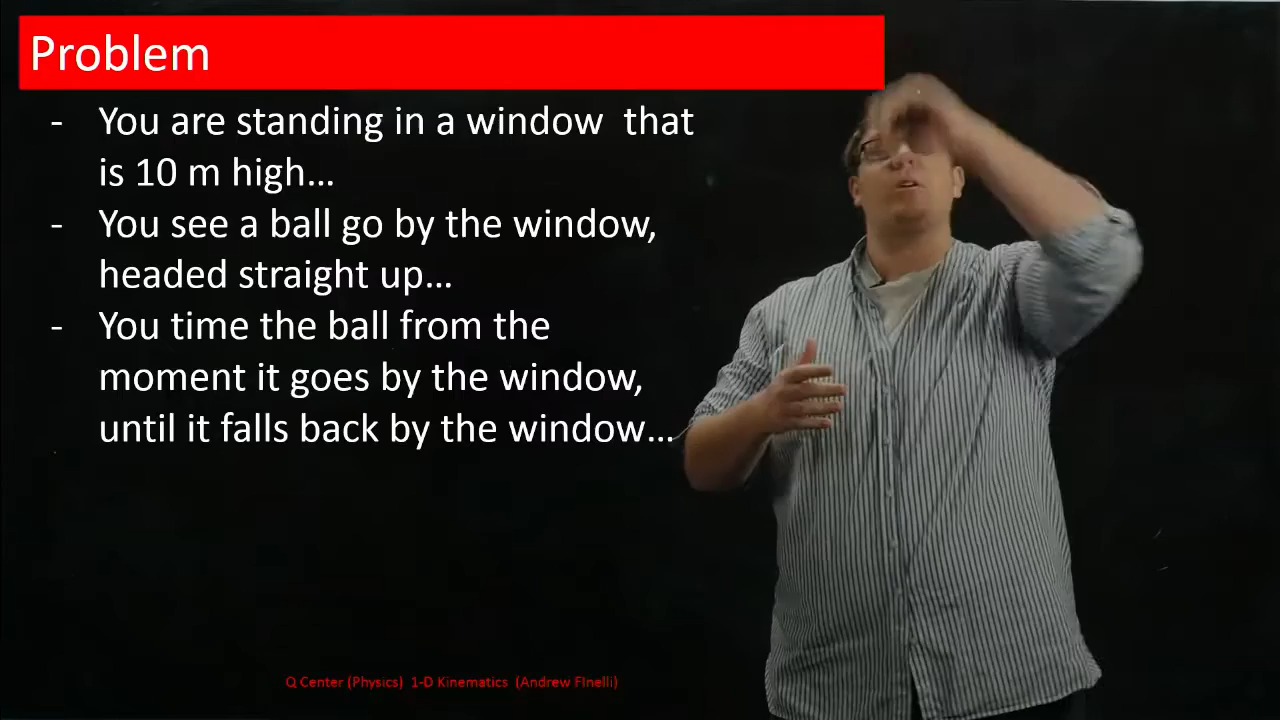 Problem
- You are standing in a window that
is 10 m high...
- You see a ball go by the window,
headed straight up...
- You time the ball from the
moment it goes by the window,
until it falls back by the window...
Q Center (Physics) 1-D Kinematics (Andrew FInelli)